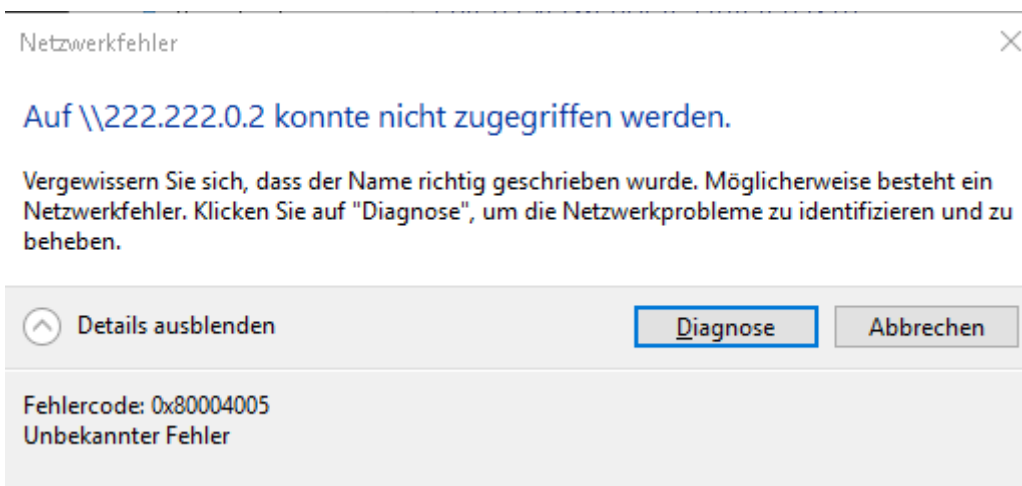 Netzwerkfehler
Auf \\222.222.0.2 konnte nicht zugegriffen werden.
Vergewissern Sie sich, dass der Name richtig geschrieben wurde. Möglicherweise besteht ein
Netzwerkfehler. Klicken Sie auf "Diagnose", um die Netzwerkprobleme zu identifizieren und zu
beheben.
Details ausblenden
Diagnose
Abbrechen
Fehlercode: 0x80004005
Unbekannter Fehler